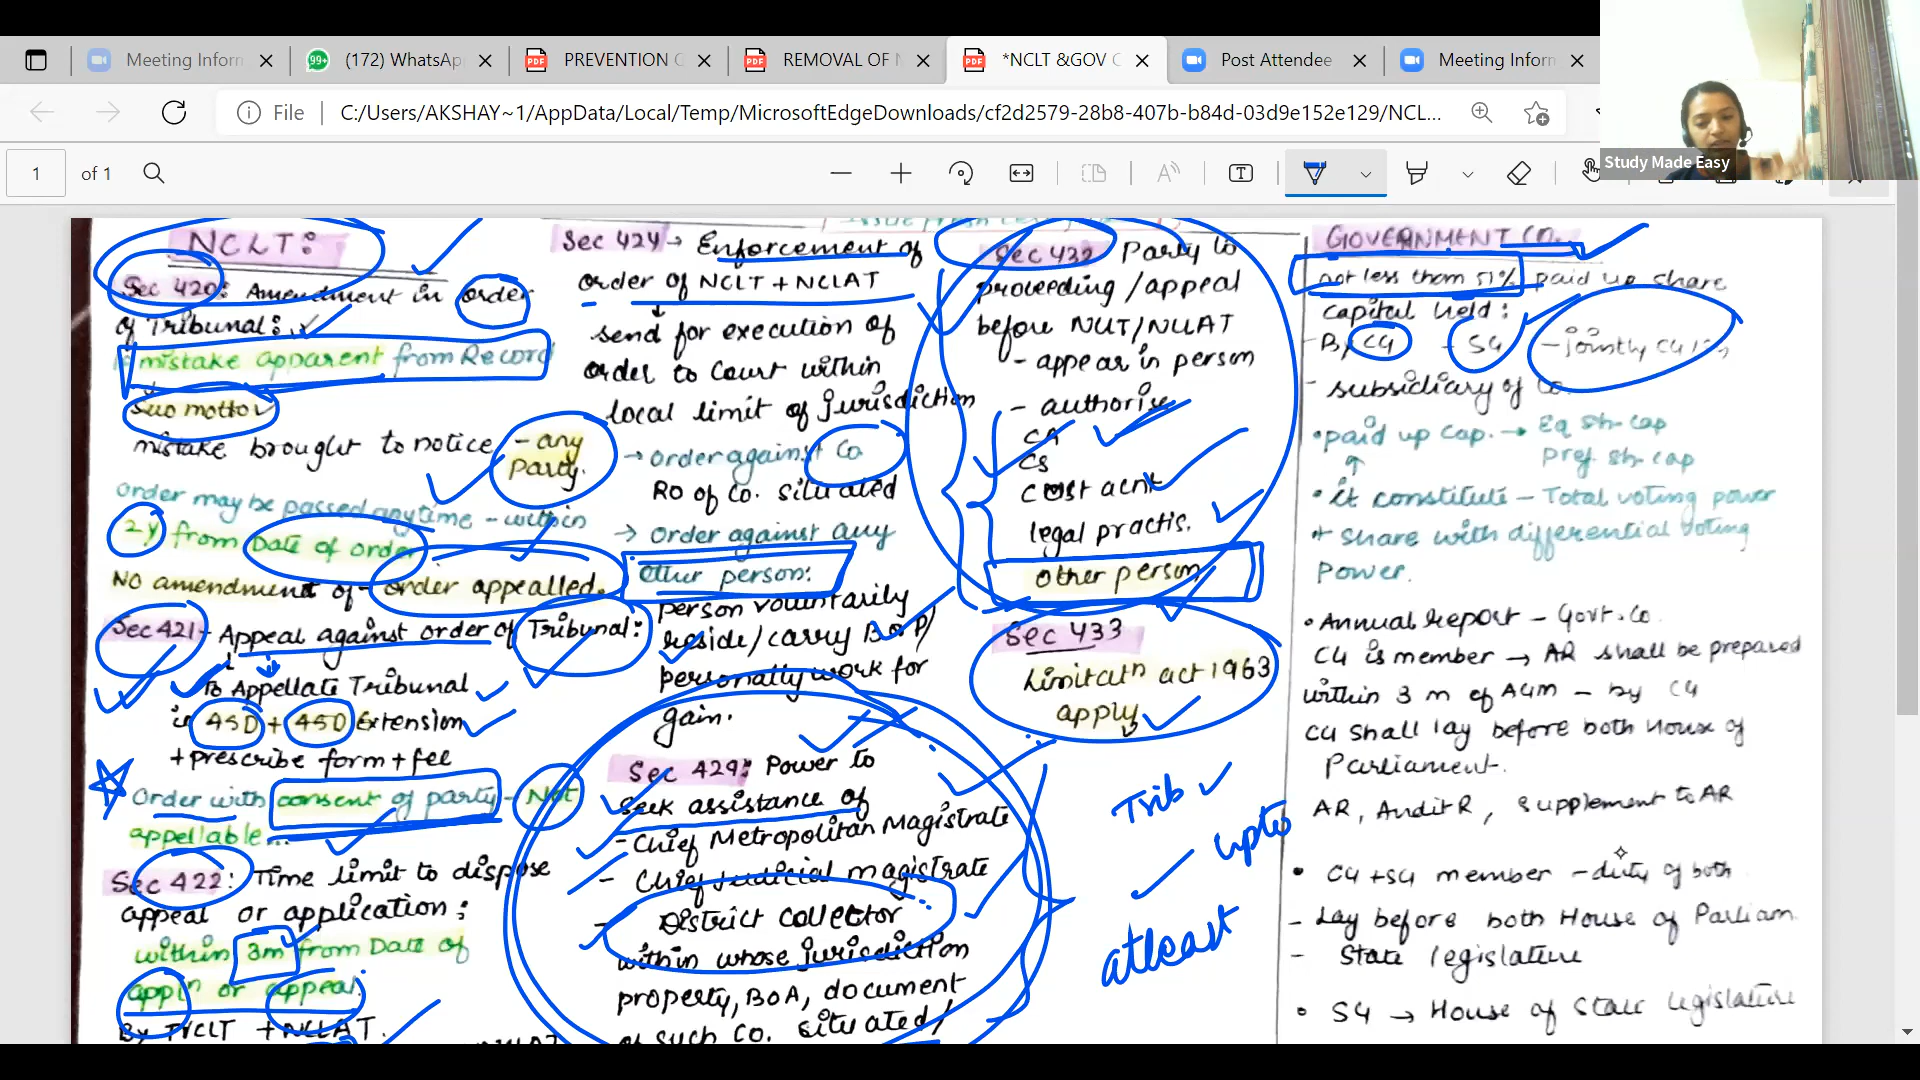 Meeting Inforn
(172) WhatsAp
PREVENTION O
REMOVAL OF N
*NCLT &GOV C
Post Attendee
Meeting Inforn
File
C:/Users/AKSHAY~1/AppData/Local/Temp/MicrosoftEdgeDownloads/cf2d2579-28b8-407b-b84d-03d9e152e129/NCL...
Study Made Easy
1 of 1
NCLT:
Sec 420: Amendment in order
of Tribunal:
mistake apparent from Record
Suo mottov
mistake brought to notice - any
Party.
order may be passed anytime - within
2y from Date of order
No amendment of - order appealled.
Sec 421 - Appeal against order of Tribunal:
To Appellate Tribunal
in 45D + 45D Extension
+ prescribe form + fee
Order with consent of party - Not
appellable...
Sec 422: Time limit to dispose
appeal or application:
within 3m from Date of
appln or appeal.
By NCLT + NCLAT.
Sec 424 → Enforcement of
order of NCLT + NCLAT
send for execution of
order to Court within
local limit of jurisdiction
→ Order against Co
RO of Co. situated
→ Order against any
other person:
person voluntarily
reside/carry B or P/
personally work for
gain.
Sec 429: Power to
seek assistance of
- Chief Metropolitan Magistrate
- Chief Judicial magistrate
- District Collector
within whose jurisdiction
property, BoA, document
of such Co. situated/
Sec 432 Party to
proceeding/appeal
before NCLT/NCLAT
- appear in person
- authorise
CA
CS
Cost acnt
legal practis.
other person
Sec 433
Limitatn act 1963
apply
Trib
upto
atleast
GOVERNMENT CO.
not less than 51% paid up share
capital held:
- By CG - SG - jointly CG
- subsidiary of Co
• paid up cap. → Eq sh. cap
Pref sh. cap
• it constitute - Total voting power
+ share with differential voting
power.
• Annual report - Govt. Co.
CG is member → AR shall be prepared
within 3 m of AGM - by CG
CG shall lay before both House of
Parliament.
AR, Audit R, supplement to AR
• CG + SG member - duty of both
- Lay before both House of Parliam.
- State legislature
• SG → House of State legislature